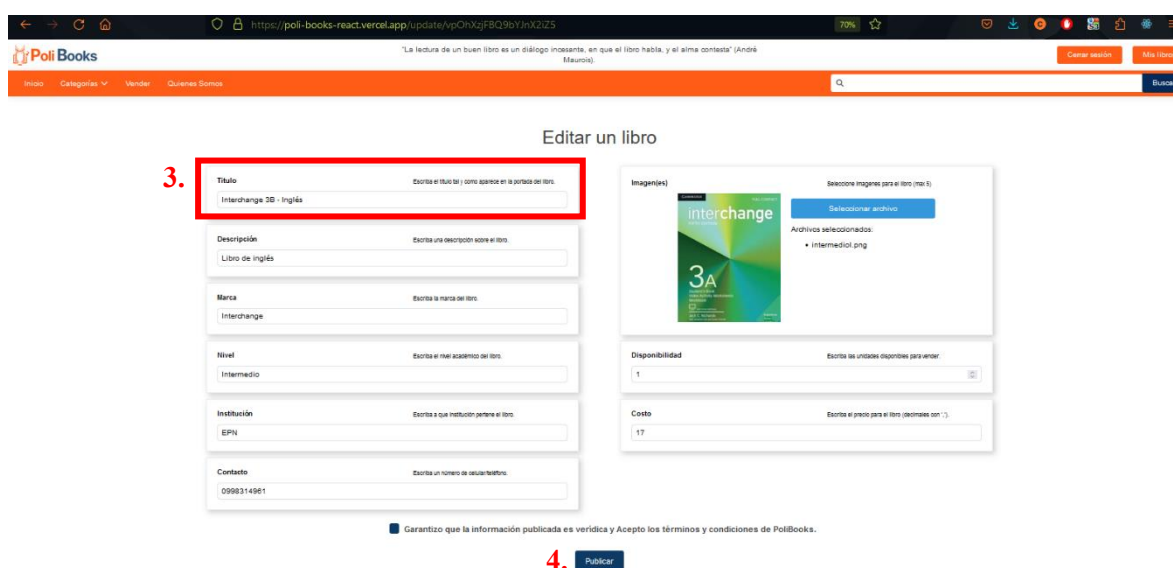 https://poli-books-react.vercel.app/update/vpOhXzjFBQ9bYJnX2iZ5
70%
Poli Books
"La lectura de un buen libro es un diálogo incesante, en que el libro habla, y el alma contesta" (André
Maurois).
Cerrar sesión
Mis libro
Inicio Categorías Vender Quienes Somos
Busca
Editar un libro
3.
Título Escriba el título tal y como aparece en la portada del libro.
Interchange 3B - Inglés
Descripción Escriba una descripción sobre el libro.
Libro de inglés
Marca Escriba la marca del libro.
Interchange
Nivel Escriba el nivel académico del libro.
Intermedio
Institución Escriba a que institución pertene el libro.
EPN
Contacto Escriba un número de celular/teléfono.
0998314961
Imagen(es) Seleccione imagenes para el libro (max 5)
interchange
3A
Seleccionar archivo
Archivos seleccionados:
• intermedioI.png
Disponibilidad Escriba las unidades disponibles para vender.
1
Costo Escriba el precio para el libro (decimales con ",").
17
Garantizo que la información publicada es verídica y Acepto los términos y condiciones de PoliBooks.
4. Publicar